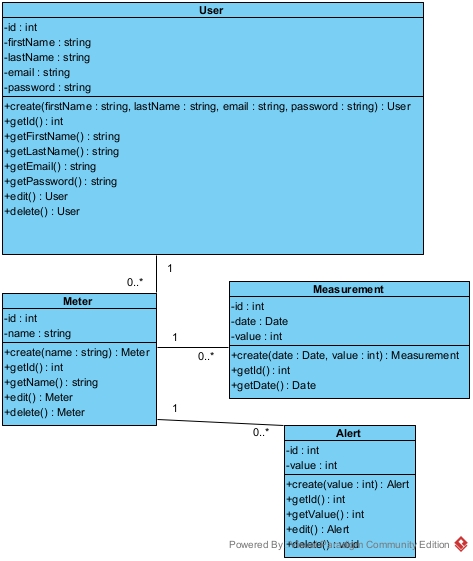 User
-id : int
-firstName : string
-lastName : string
-email : string
-password : string
+create(firstName : string, lastName : string, email : string, password : string) : User
+getId() : int
+getFirstName() : string
+getLastName() : string
+getEmail() : string
+getPassword() : string
+edit() : User
+delete() : User
1
0..*
Meter
-id : int
-name : string
+create(name : string) : Meter
+getId() : int
+getName() : string
+edit() : Meter
+delete() : Meter
1
0..*
Measurement
-id : int
-date : Date
-value : int
+create(date : Date, value : int) : Measurement
+getId() : int
+getDate() : Date
1
0..*
Alert
-id : int
-value : int
+create(value : int) : Alert
+getId() : int
+getValue() : int
+edit() : Alert
+delete() : void
Powered By Visual Paradigm Community Edition